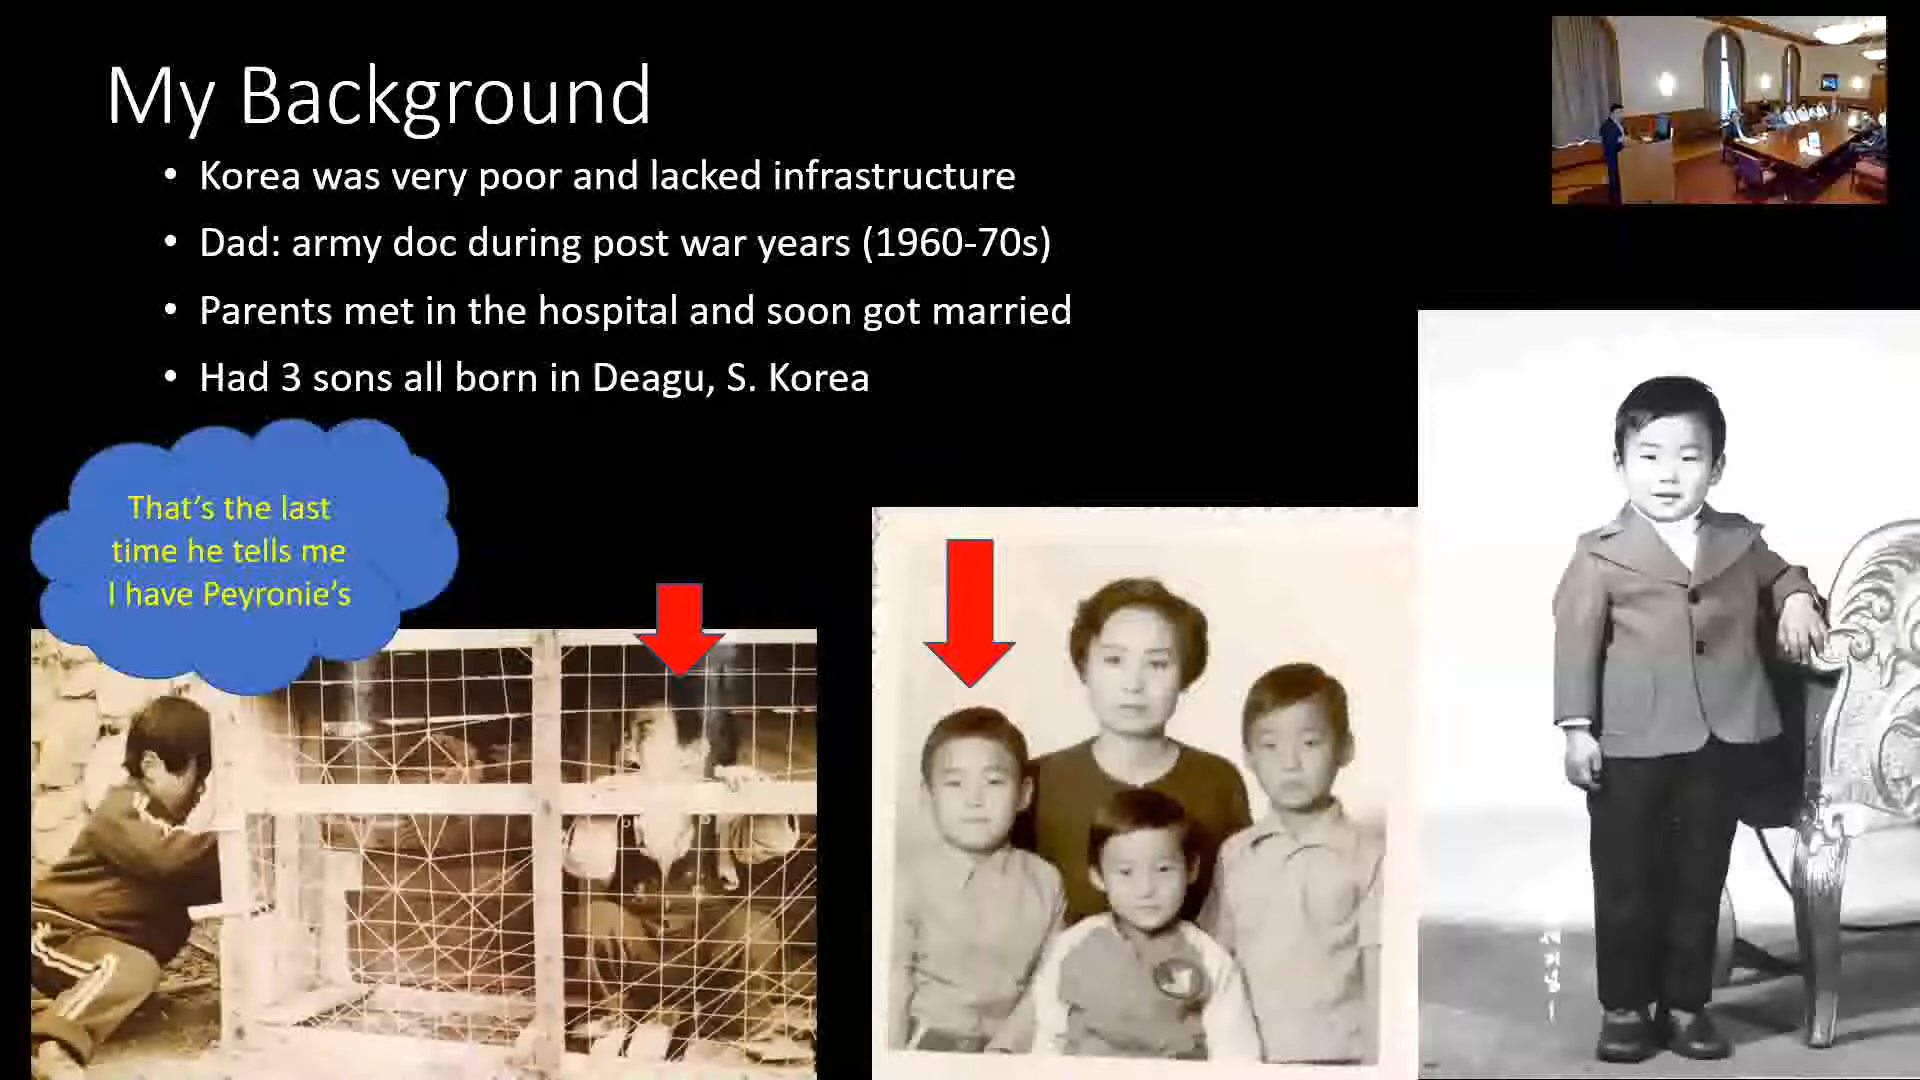 My Background
• Korea was very poor and lacked infrastructure
• Dad: army doc during post war years (1960-70s)
• Parents met in the hospital and soon got married
• Had 3 sons all born in Deagu, S. Korea
That's the last
time he tells me
I have Peyronie's